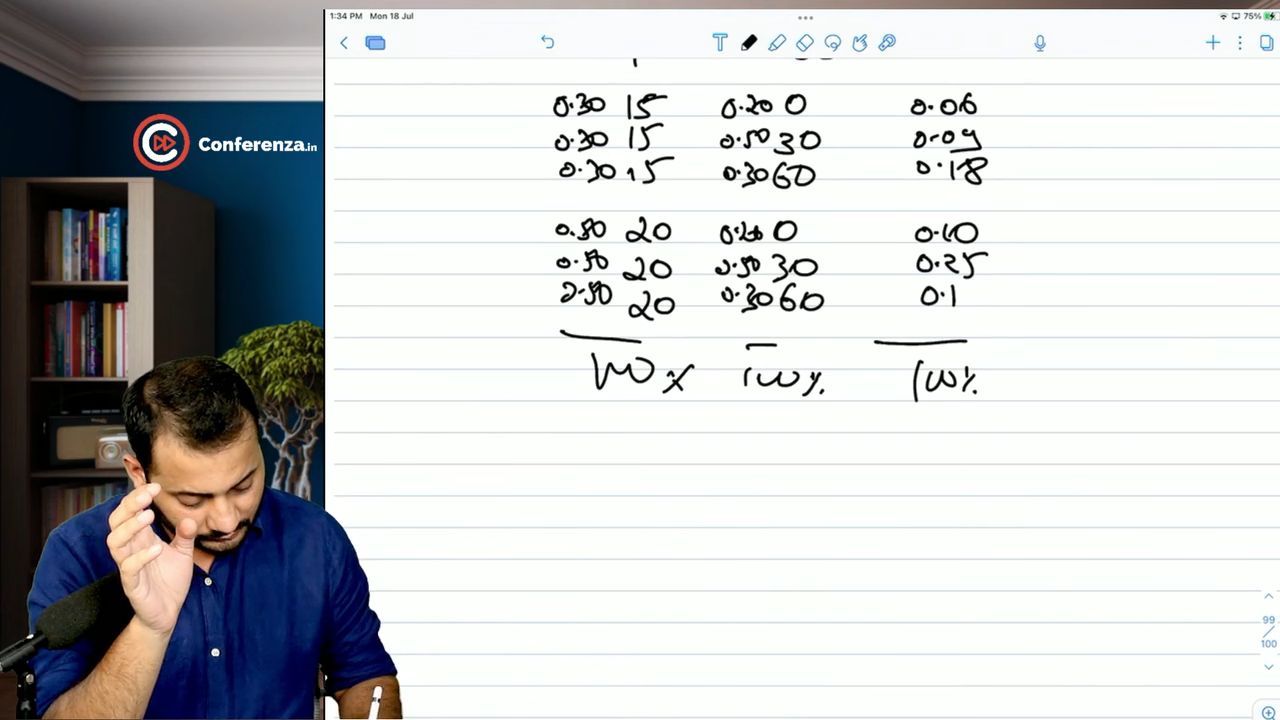 1:34 PM Mon 18 Jul 75%
T
Conferenza.in
0.30 15 0.20 0 0.06
0.30 15 0.50 30 0.09
0.30 15 0.30 60 0.18
0.50 20 0.20 0 0.10
0.50 20 0.50 30 0.25
0.50 20 0.30 60 0.1
100% 100% 100%
99
100